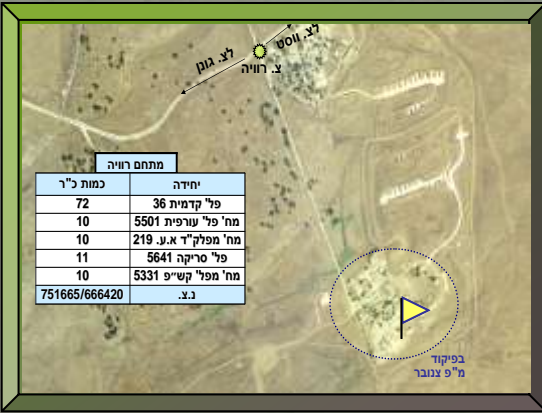 לצ. ווסט
לצ. גונן
צ. רוויה
מתחם רוויה
יחידה כמות כ"ר
פל' קדמית 36 72
מח' פל' עורפית 5501 10
מח' מפלק"ד א.ע. 219 10
פל' סריקה 5641 11
מח' מפל' קש״פ 5331 10
נ.צ. 751665/666420
בפיקוד
מ"פ צנובר